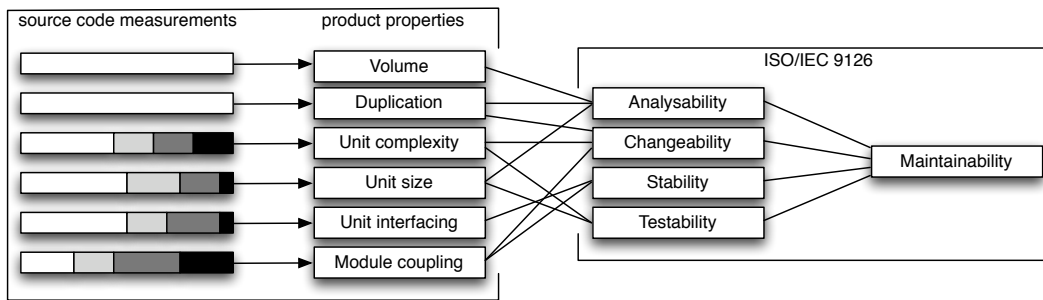 source code measurements
product properties
ISO/IEC 9126
Volume
Duplication
Unit complexity
Unit size
Unit interfacing
Module coupling
Analysability
Changeability
Stability
Testability
Maintainability